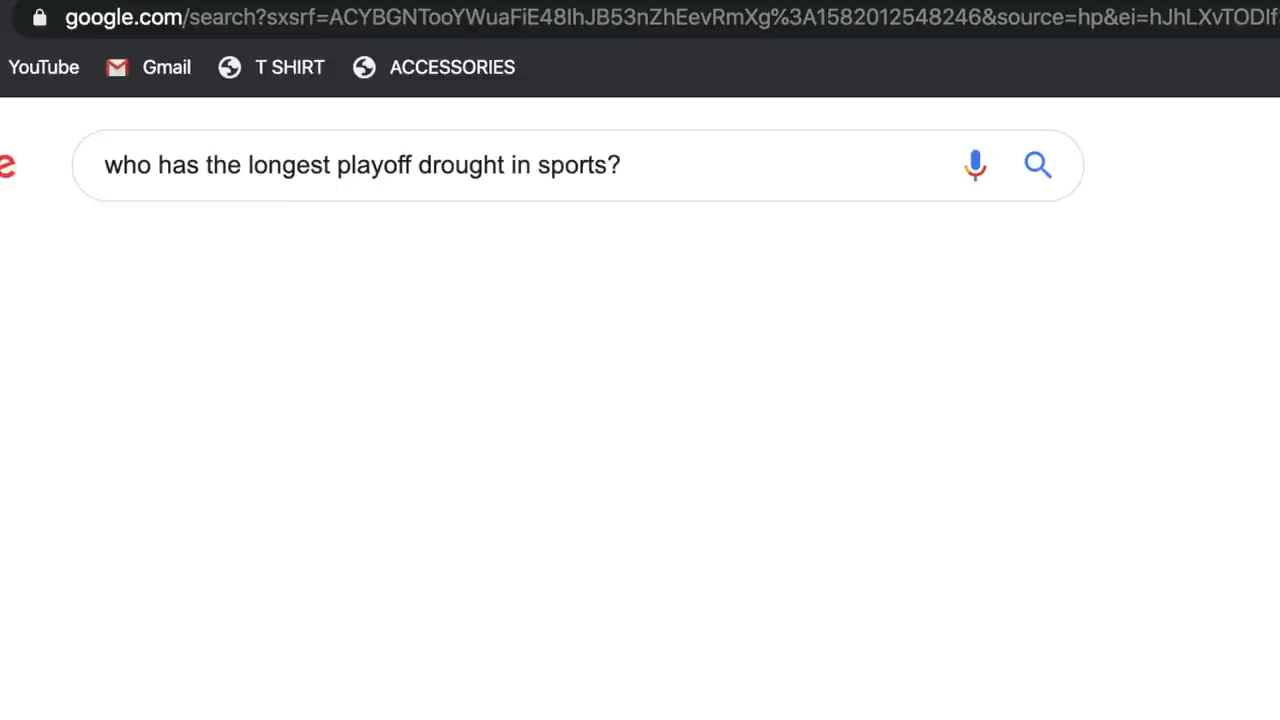 google.com/search?sxsrf=ACYBGNTooYWuaFiE48IhJB53nZhEevRmXg%3A1582012548246&source=hp&ei=hJhLXvTODIf
YouTube Gmail T SHIRT ACCESSORIES
e who has the longest playoff drought in sports?